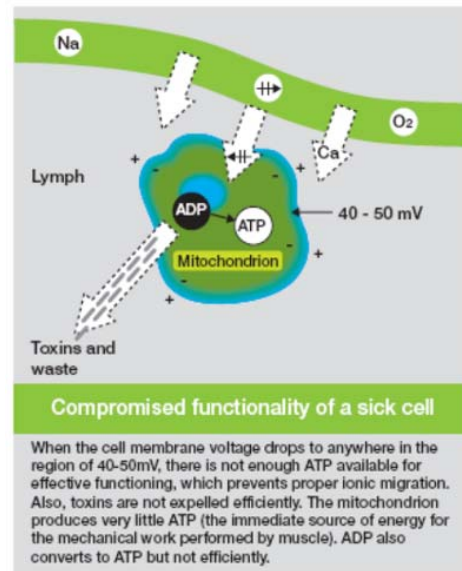 Na
O2
Ca
Lymph
+
-
+
-
+
-
+
-
+
-
+
ADP
ATP
40 - 50 mV
Mitochondrion
Toxins and
waste
Compromised functionality of a sick cell
When the cell membrane voltage drops to anywhere in the
region of 40-50mV, there is not enough ATP available for
effective functioning, which prevents proper ionic migration.
Also, toxins are not expelled efficiently. The mitochondrion
produces very little ATP (the immediate source of energy for
the mechanical work performed by muscle). ADP also
converts to ATP but not efficiently.